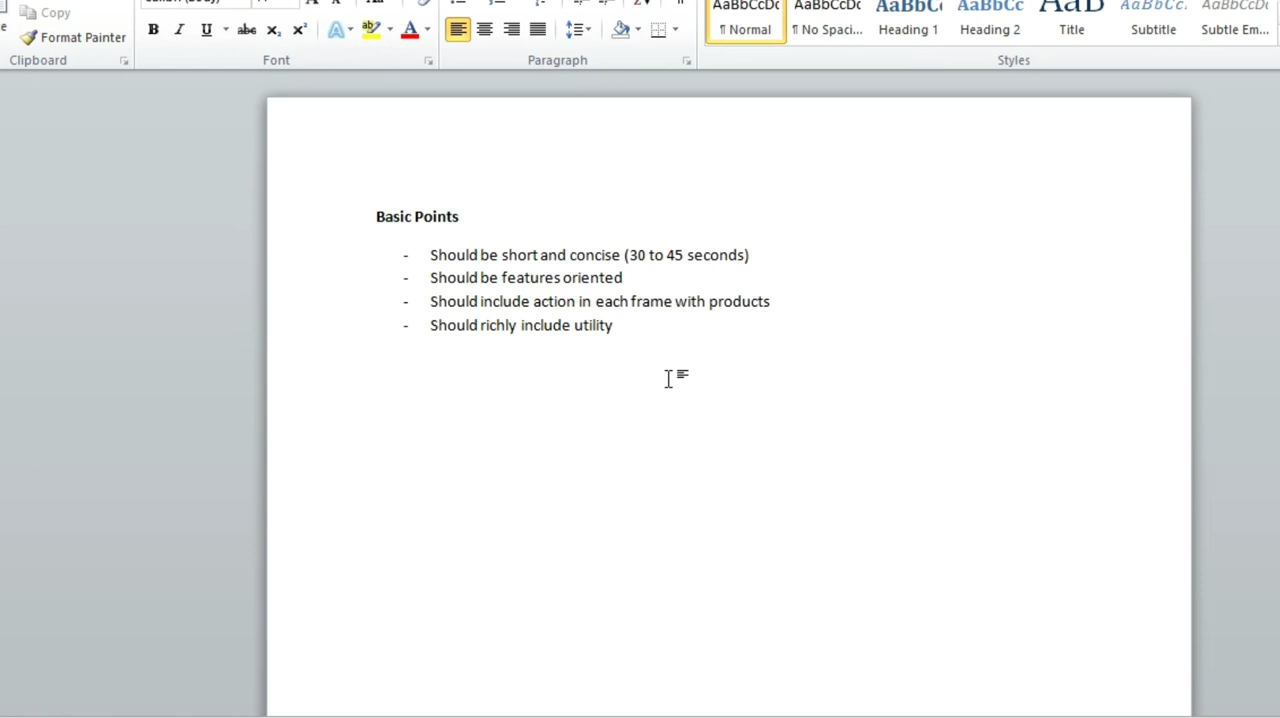 Copy
Format Painter
B I U abc x₂ x² A ab A
Clipboard Font Paragraph Styles
AaBbCcDc AaBbCcDc AaBbC AaBbCc AaB AaBbCc. AaBbCcDc
¶ Normal ¶ No Spaci... Heading 1 Heading 2 Title Subtitle Subtle Em...
Basic Points
- Should be short and concise (30 to 45 seconds)
- Should be features oriented
- Should include action in each frame with products
- Should richly include utility